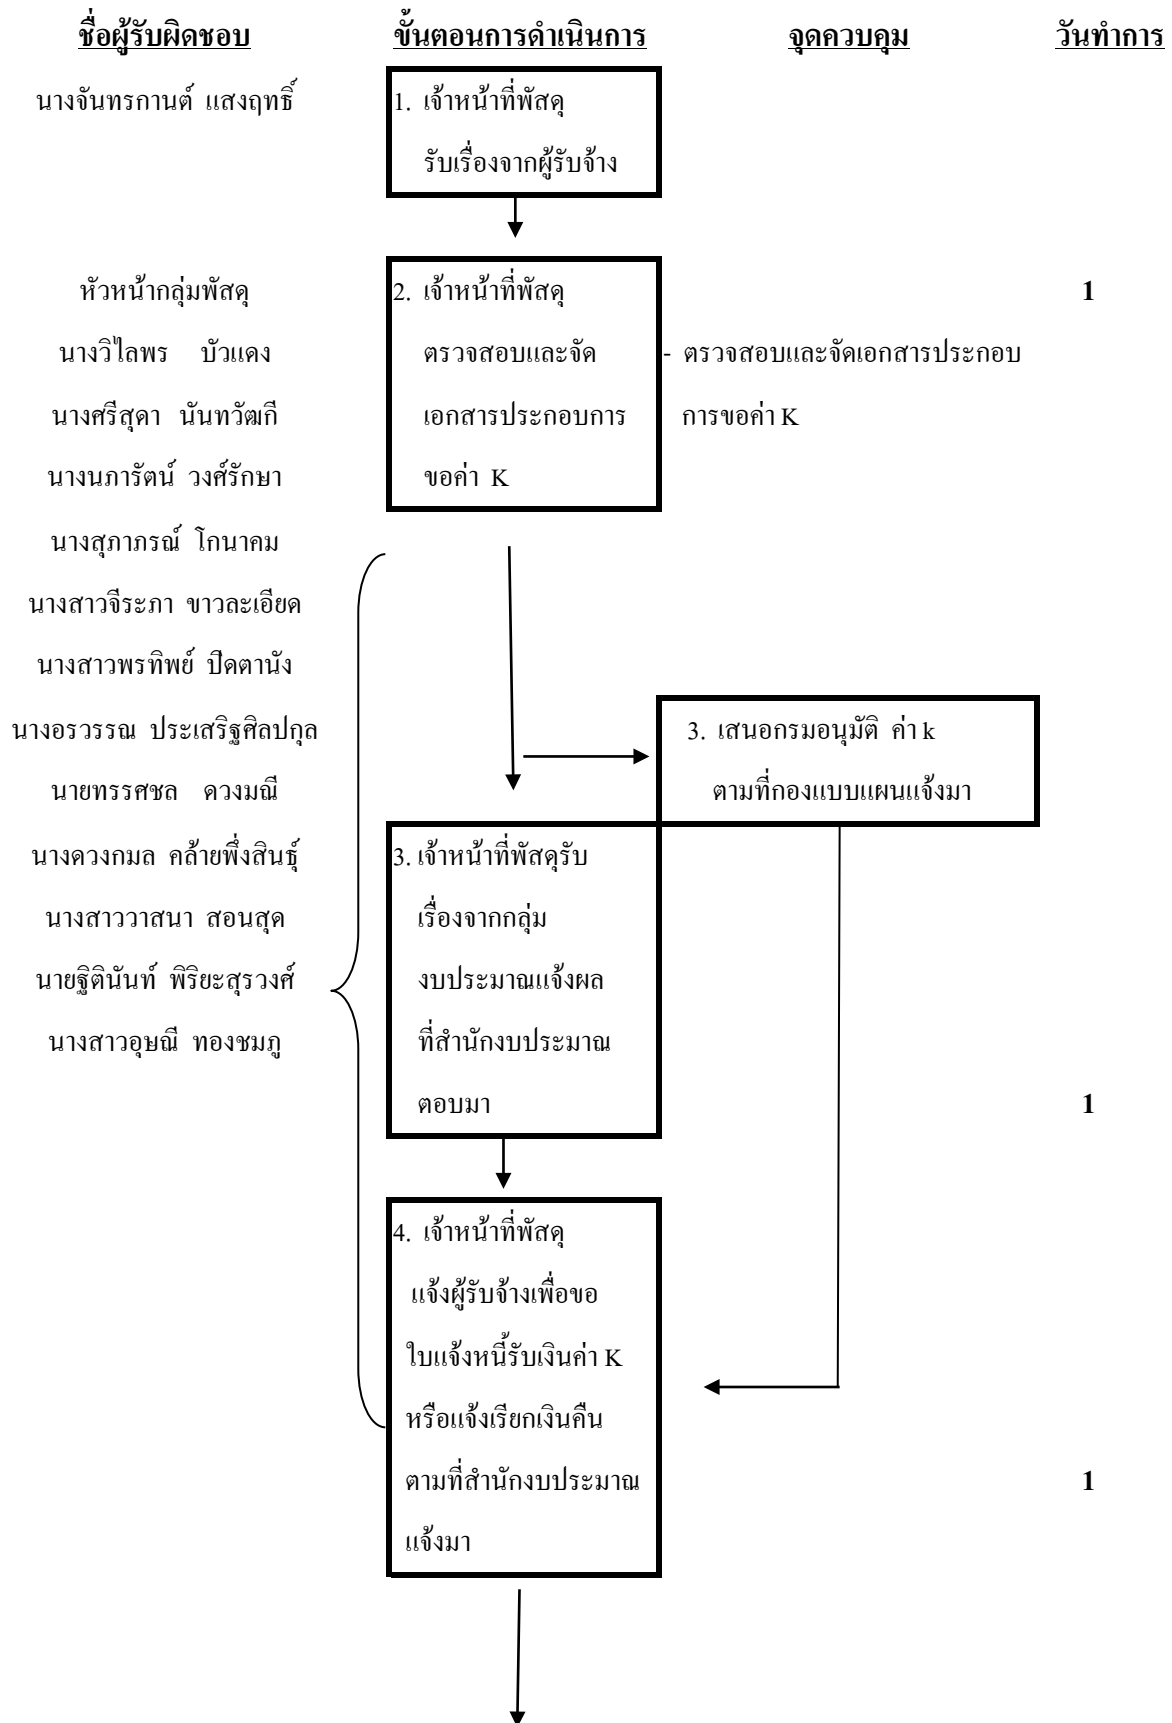 ชื่อผู้รับผิดชอบ ขั้นตอนการดำเนินการ จุดควบคุม วันทำการ
นางจันทรกานต์ แสงฤทธิ์ 1. เจ้าหน้าที่พัสดุ
รับเรื่องจากผู้รับจ้าง
หัวหน้ากลุ่มพัสดุ 2. เจ้าหน้าที่พัสดุ 1
นางวิไลพร บัวแดง ตรวจสอบและจัด - ตรวจสอบและจัดเอกสารประกอบ
นางศรีสุดา นันทวัฒกี เอกสารประกอบการ การขอค่า K
นางนภารัตน์ วงศ์รักษา ขอค่า K
นางสุภาภรณ์ โกนาคม
นางสาวจีระภา ขาวละเอียด
นางสาวพรทิพย์ ปัดตานัง
นางอรวรรณ ประเสริฐศิลปกุล 3. เสนอกรมอนุมัติ ค่า k
นายทรรศชล ดวงมณี ตามที่กองแบบแผนแจ้งมา
นางดวงกมล คล้ายพึ่งสินธุ์ 3. เจ้าหน้าที่พัสดุรับ
นางสาววาสนา สอนสุด เรื่องจากกลุ่ม
นายฐิตินันท์ พิริยะสุรวงศ์ งบประมาณแจ้งผล
นางสาวอุษณี ทองชมภู ที่สำนักงบประมาณ
ตอบมา 1
4. เจ้าหน้าที่พัสดุ
แจ้งผู้รับจ้างเพื่อขอ
ใบแจ้งหนี้รับเงินค่า K
หรือแจ้งเรียกเงินคืน
ตามที่สำนักงบประมาณ 1
แจ้งมา